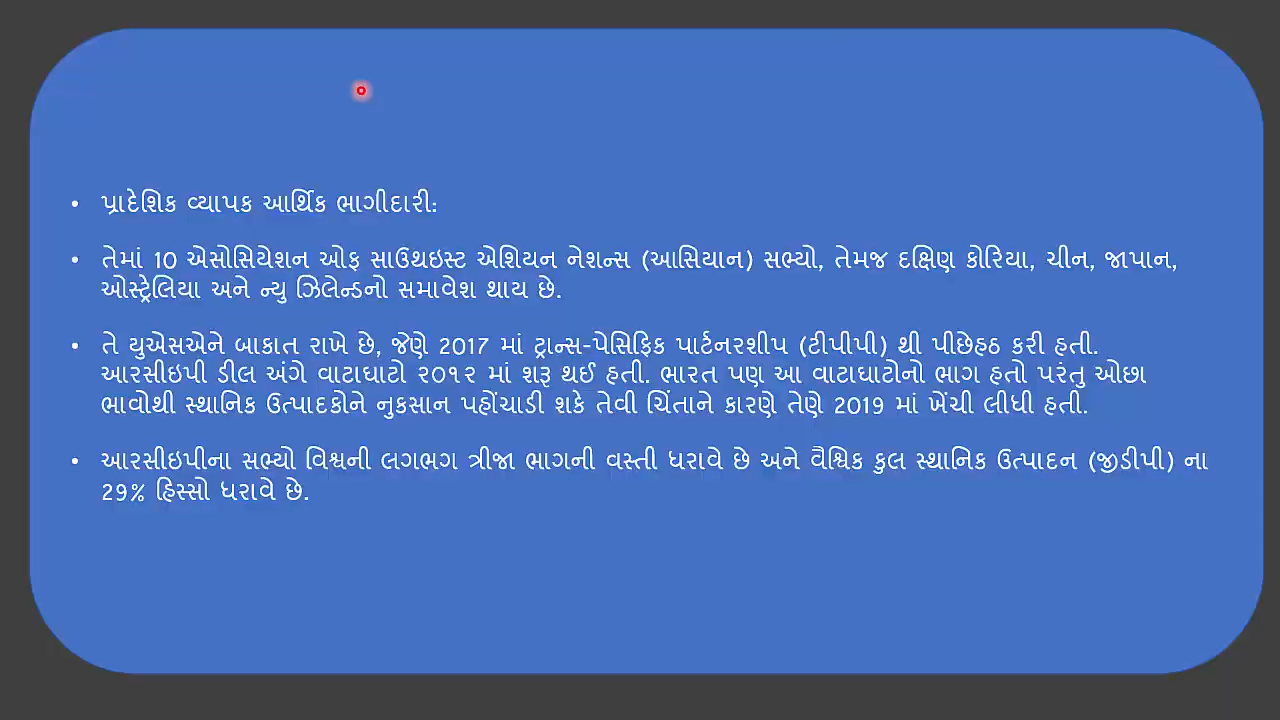 • પ્રાદેશિક વ્યાપક આર્થિક ભાગીદારી:
• તેમાં 10 એસોસિયેશન ઓફ સાઉથઇસ્ટ એશિયન નેશન્સ (આસિયાન) સભ્યો, તેમજ દક્ષિણ કોરિયા, ચીન, જાપાન,
ઓસ્ટ્રેલિયા અને ન્યુ ઝિલેન્ડનો સમાવેશ થાય છે.
• તે યુએસએને બાકાત રાખે છે, જેણે 2017 માં ટ્રાન્સ-પેસિફિક પાર્ટનરશીપ (ટીપીપી) થી પીછેહઠ કરી હતી.
આરસીઇપી ડીલ અંગે વાટાઘાટો ૨૦૧૨ માં શરૂ થઈ હતી. ભારત પણ આ વાટાઘાટોનો ભાગ હતો પરંતુ ઓછા
ભાવોથી સ્થાનિક ઉત્પાદકોને નુકસાન પહોંચાડી શકે તેવી ચિંતાને કારણે તેણે 2019 માં ખેંચી લીધી હતી.
• આરસીઇપીના સભ્યો વિશ્વની લગભગ ત્રીજા ભાગની વસ્તી ધરાવે છે અને વૈશ્વિક કુલ સ્થાનિક ઉત્પાદન (જીડીપી) ના
29% હિસ્સો ધરાવે છે.